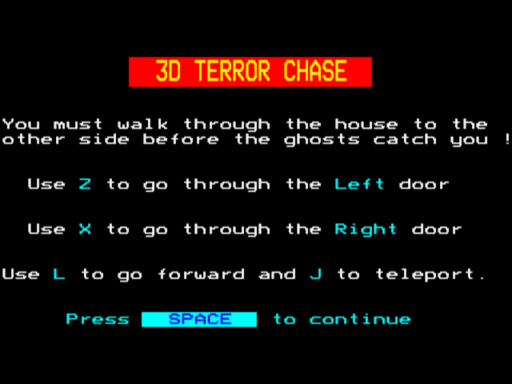 3D TERROR CHASE
You must walk through the house to the
other side before the ghosts catch you !
Use Z to go through the Left door
Use X to go through the Right door
Use L to go forward and J to teleport.
Press SPACE to continue